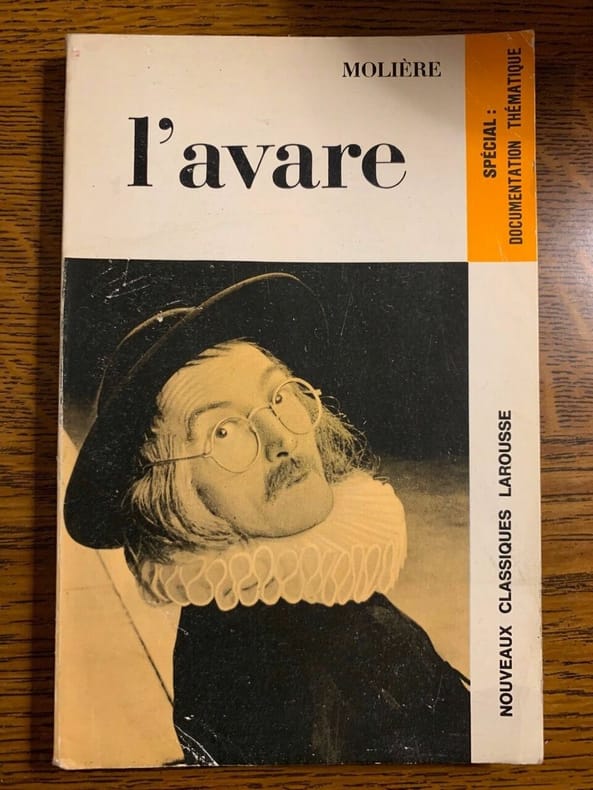 MOLIÈRE
l'avare
SPÉCIAL :
DOCUMENTATION THÉMATIQUE
NOUVEAUX CLASSIQUES LAROUSSE